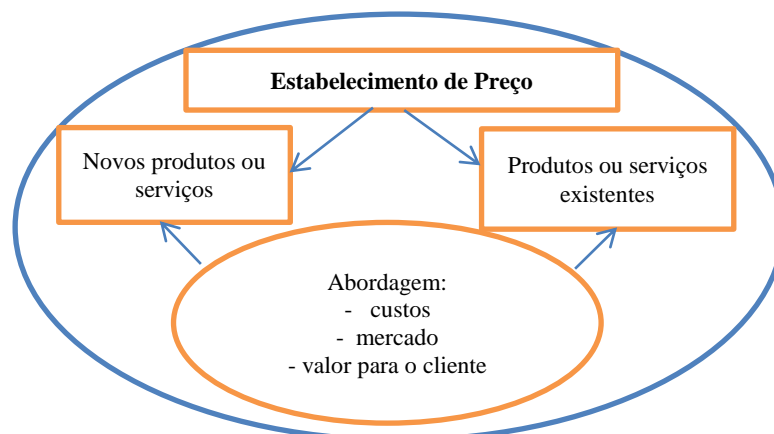 Estabelecimento de Preço
Novos produtos ou
serviços
Produtos ou serviços
existentes
Abordagem:
- custos
- mercado
- valor para o cliente